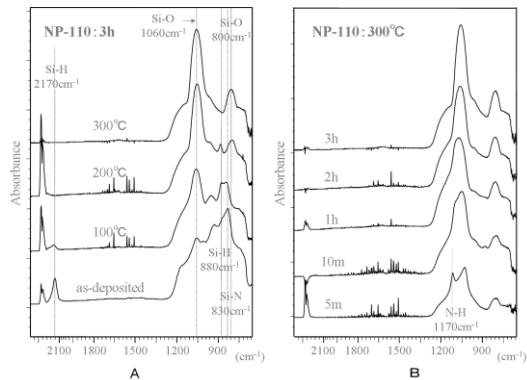 NP-110 : 3h
Si-O
1060cm-1
Si-O
800cm-1
Si-H
2170cm-1
300℃
200℃
100℃
as-deposited
Si-H
880cm-1
Si-N
830cm-1
Absorbance
2100 1800 1500 1200 900 (cm-1)
A
NP-110 : 300℃
3h
2h
1h
10m
5m
N-H
1170cm-1
Absorbance
2100 1800 1500 1200 900 (cm-1)
B